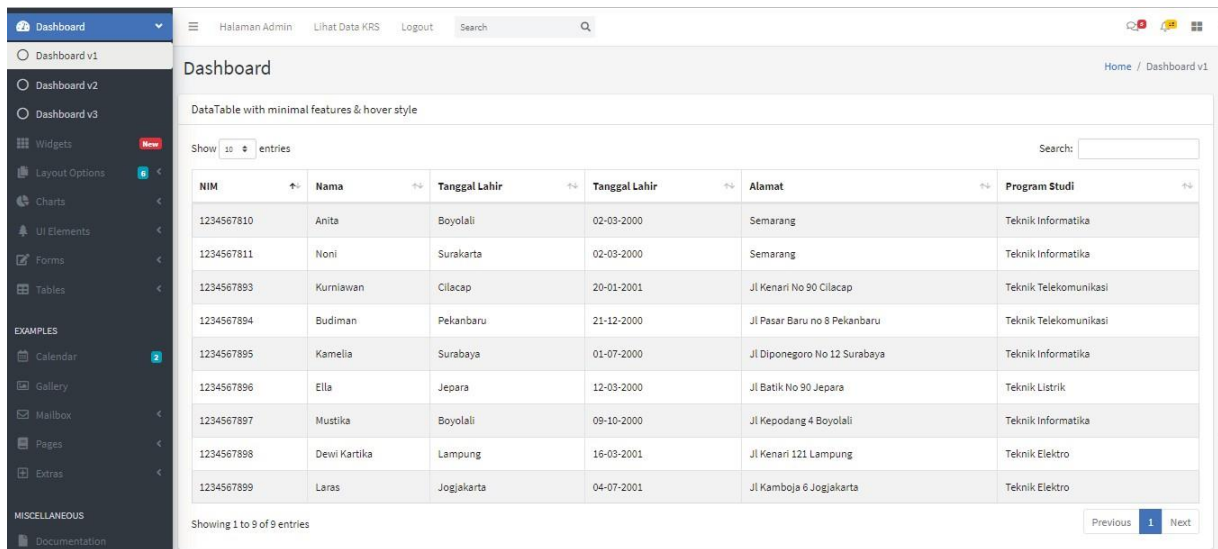 Dashboard
Dashboard v1
Dashboard v2
Dashboard v3
Widgets New
Layout Options 6
Charts
UI Elements
Forms
Tables
EXAMPLES
Calendar 2
Gallery
Mailbox
Pages
Extras
MISCELLANEOUS
Documentation
Halaman Admin Lihat Data KRS Logout Search
Dashboard
Home / Dashboard v1
DataTable with minimal features & hover style
Show 10 entries
Search:
NIM Nama Tanggal Lahir Tanggal Lahir Alamat Program Studi
1234567810 Anita Boyolali 02-03-2000 Semarang Teknik Informatika
1234567811 Noni Surakarta 02-03-2000 Semarang Teknik Informatika
1234567893 Kurniawan Cilacap 20-01-2001 Jl Kenari No 90 Cilacap Teknik Telekomunikasi
1234567894 Budiman Pekanbaru 21-12-2000 Jl Pasar Baru no 8 Pekanbaru Teknik Telekomunikasi
1234567895 Kamelia Surabaya 01-07-2000 Jl Diponegoro No 12 Surabaya Teknik Informatika
1234567896 Ella Jepara 12-03-2000 Jl Batik No 90 Jepara Teknik Listrik
1234567897 Mustika Boyolali 09-10-2000 Jl Kepodang 4 Boyolali Teknik Informatika
1234567898 Dewi Kartika Lampung 16-03-2001 Jl Kenari 121 Lampung Teknik Elektro
1234567899 Laras Jogjakarta 04-07-2001 Jl Kamboja 6 Jogjakarta Teknik Elektro
Showing 1 to 9 of 9 entries
Previous 1 Next